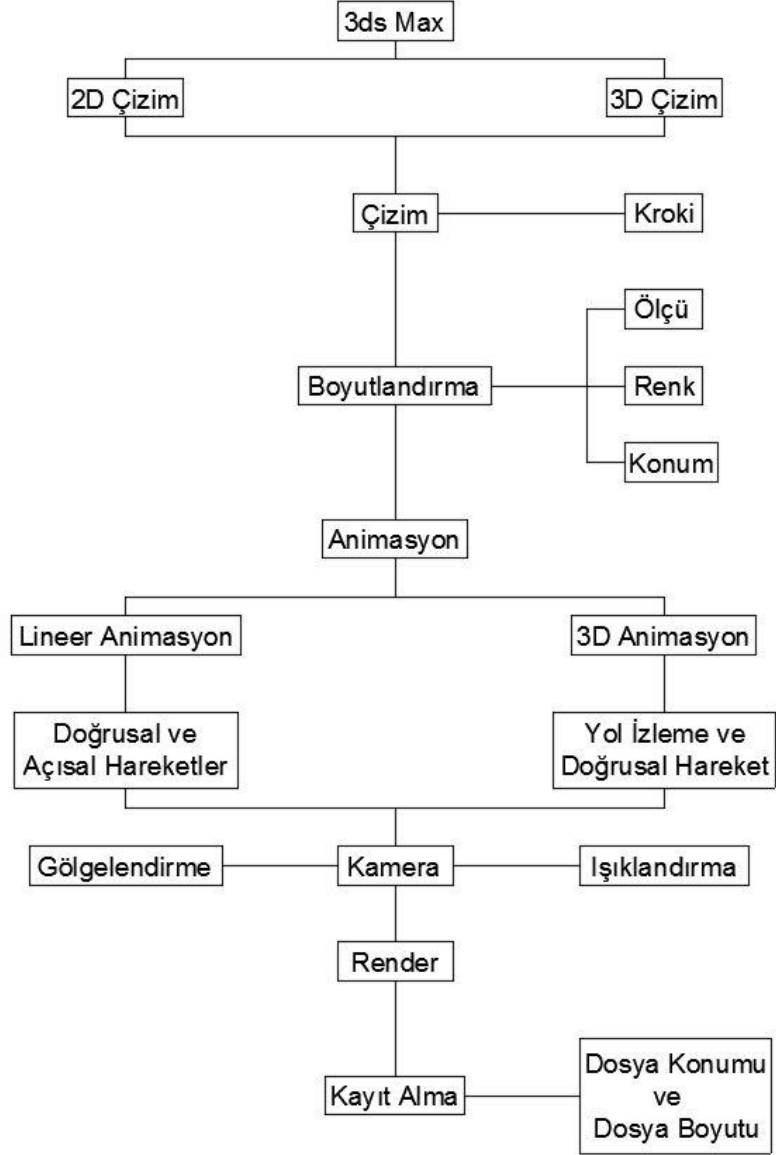 3ds Max
2D Çizim
3D Çizim
Çizim
Kroki
Ölçü
Boyutlandırma
Renk
Konum
Animasyon
Lineer Animasyon
3D Animasyon
Doğrusal ve
Açısal Hareketler
Yol İzleme ve
Doğrusal Hareket
Gölgelendirme
Kamera
Işıklandırma
Render
Kayıt Alma
Dosya Konumu
ve
Dosya Boyutu